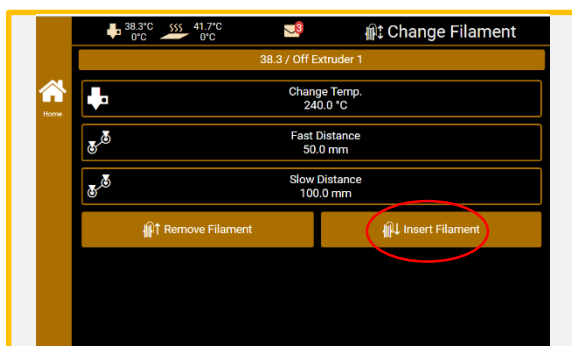 38.3°C
0°C
41.7°C
0°C
3
Change Filament
38.3 / Off Extruder 1
Home
Change Temp.
240.0 °C
Fast Distance
50.0 mm
Slow Distance
100.0 mm
Remove Filament
Insert Filament